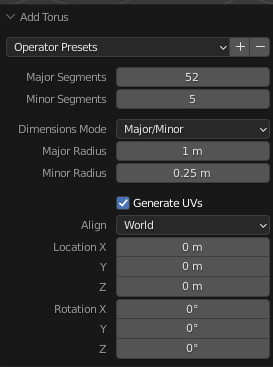 Add Torus
Operator Presets + −
Major Segments 52
Minor Segments 5
Dimensions Mode Major/Minor
Major Radius 1 m
Minor Radius 0.25 m
Generate UVs
Align World
Location X 0 m
Y 0 m
Z 0 m
Rotation X 0°
Y 0°
Z 0°